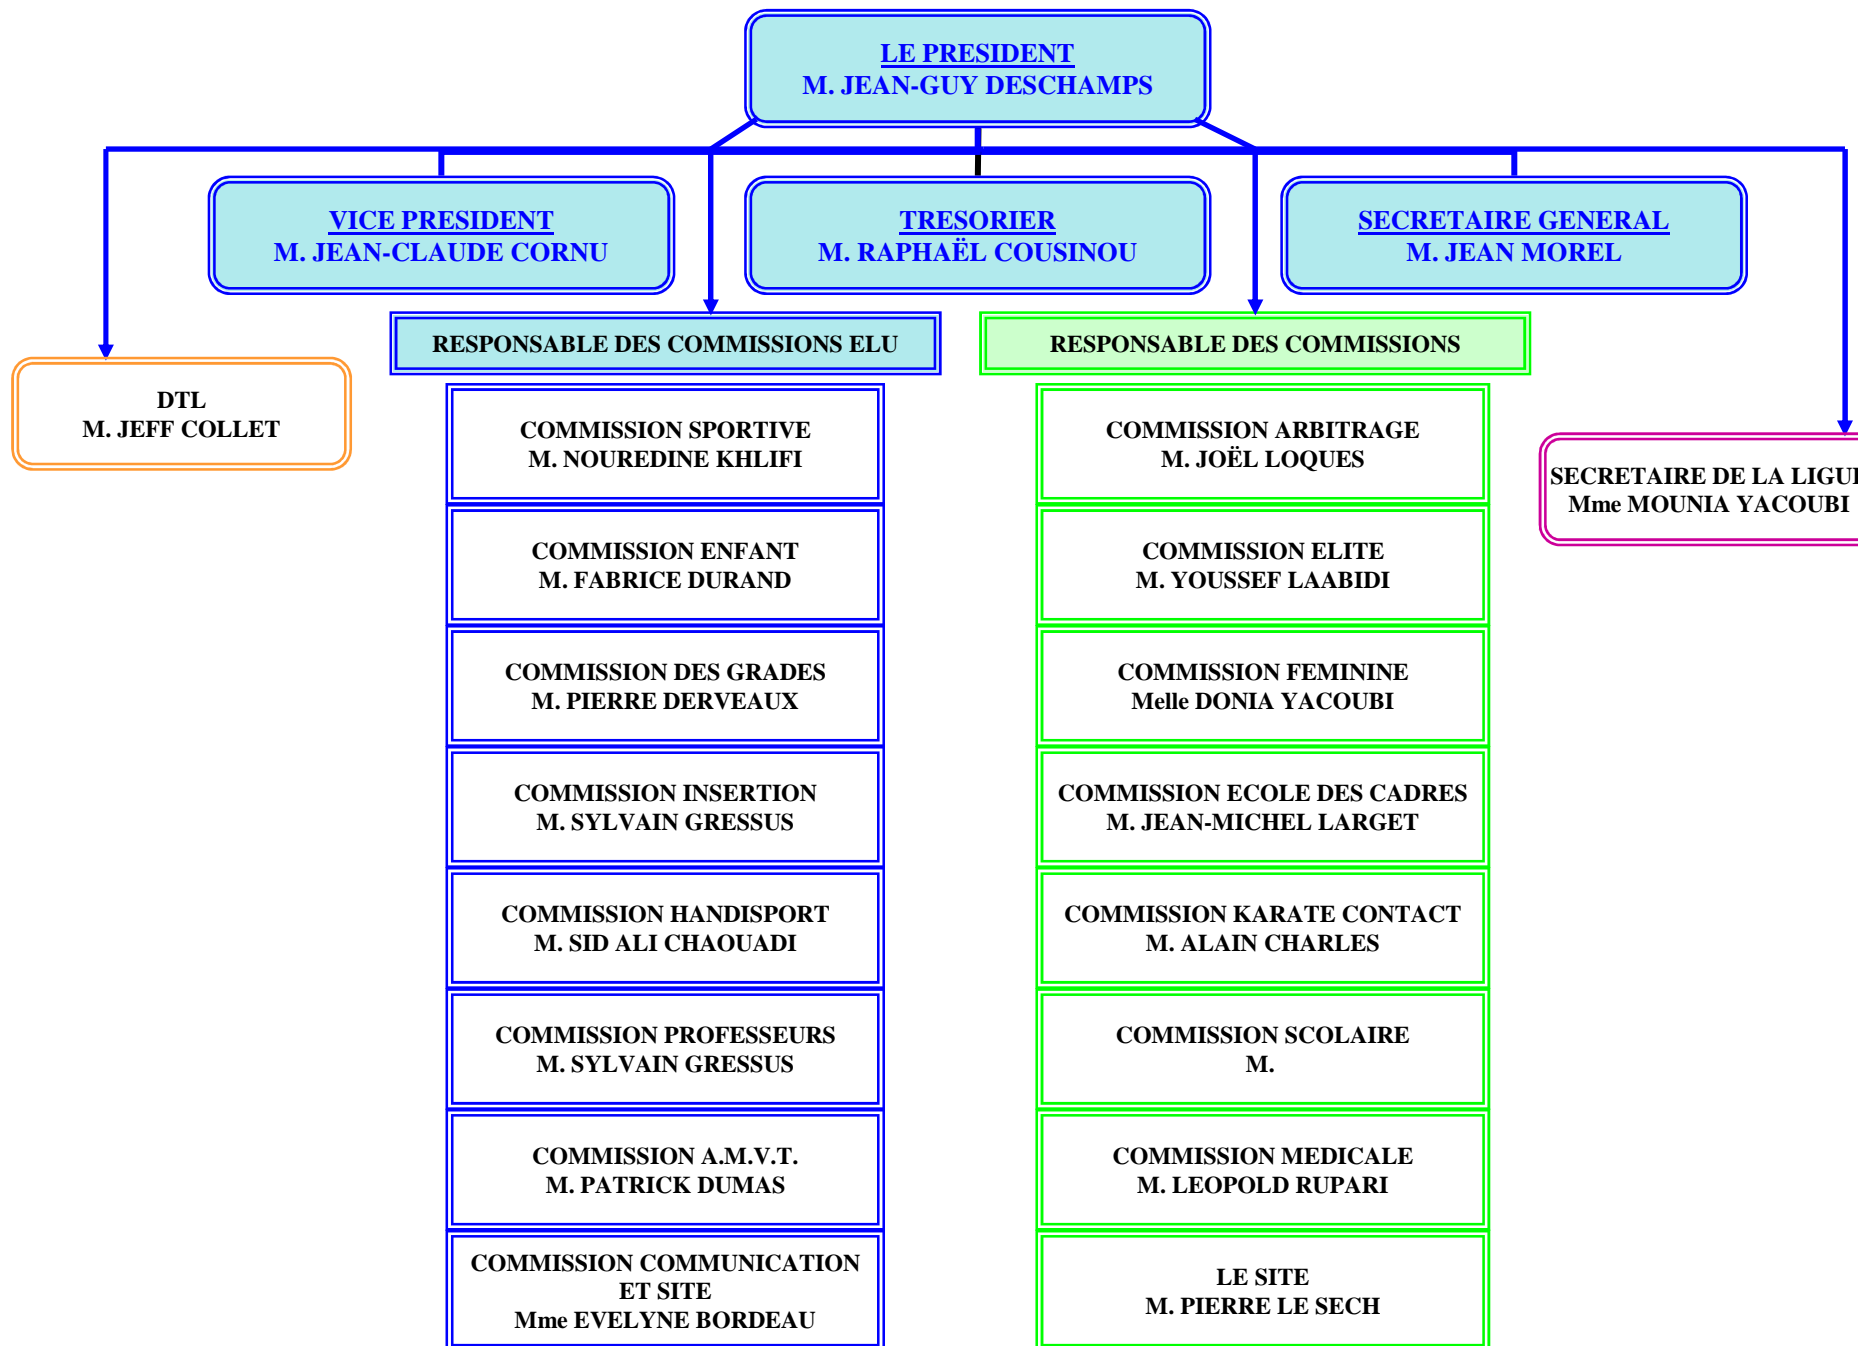 LE PRESIDENT
M. JEAN-GUY DESCHAMPS
VICE PRESIDENT
M. JEAN-CLAUDE CORNU
TRESORIER
M. RAPHAËL COUSINOU
SECRETAIRE GENERAL
M. JEAN MOREL
DTL
M. JEFF COLLET
RESPONSABLE DES COMMISSIONS ELU
COMMISSION SPORTIVE
M. NOUREDINE KHLIFI
COMMISSION ENFANT
M. FABRICE DURAND
COMMISSION DES GRADES
M. PIERRE DERVEAUX
COMMISSION INSERTION
M. SYLVAIN GRESSUS
COMMISSION HANDISPORT
M. SID ALI CHAOUADI
COMMISSION PROFESSEURS
M. SYLVAIN GRESSUS
COMMISSION A.M.V.T.
M. PATRICK DUMAS
COMMISSION COMMUNICATION
ET SITE
Mme EVELYNE BORDEAU
RESPONSABLE DES COMMISSIONS
COMMISSION ARBITRAGE
M. JOËL LOQUES
COMMISSION ELITE
M. YOUSSEF LAABIDI
COMMISSION FEMININE
Melle DONIA YACOUBI
COMMISSION ECOLE DES CADRES
M. JEAN-MICHEL LARGET
COMMISSION KARATE CONTACT
M. ALAIN CHARLES
COMMISSION SCOLAIRE
M.
COMMISSION MEDICALE
M. LEOPOLD RUPARI
LE SITE
M. PIERRE LE SECH
SECRETAIRE DE LA LIGUE
Mme MOUNIA YACOUBI